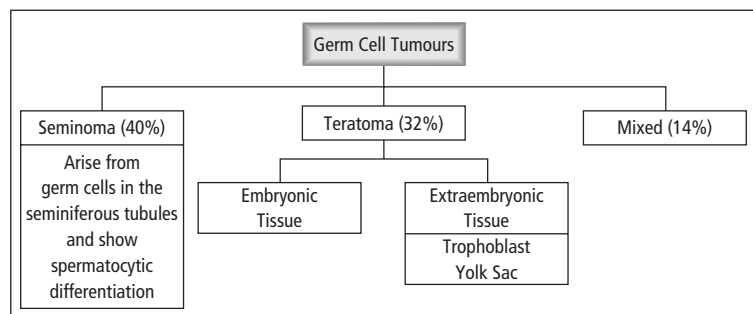 Germ Cell Tumours
Seminoma (40%)
Arise from
germ cells in the
seminiferous tubules
and show
spermatocytic
differentiation
Teratoma (32%)
Embryonic
Tissue
Extraembryonic
Tissue
Trophoblast
Yolk Sac
Mixed (14%)